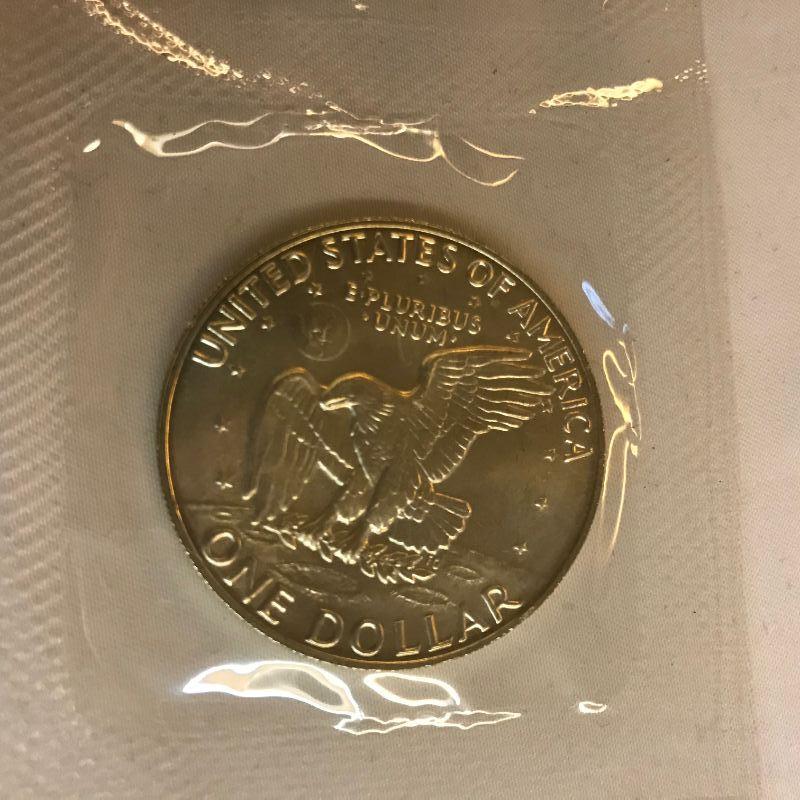 UNITED STATES OF AMERICA
E·PLURIBUS
·UNUM·
ONE DOLLAR